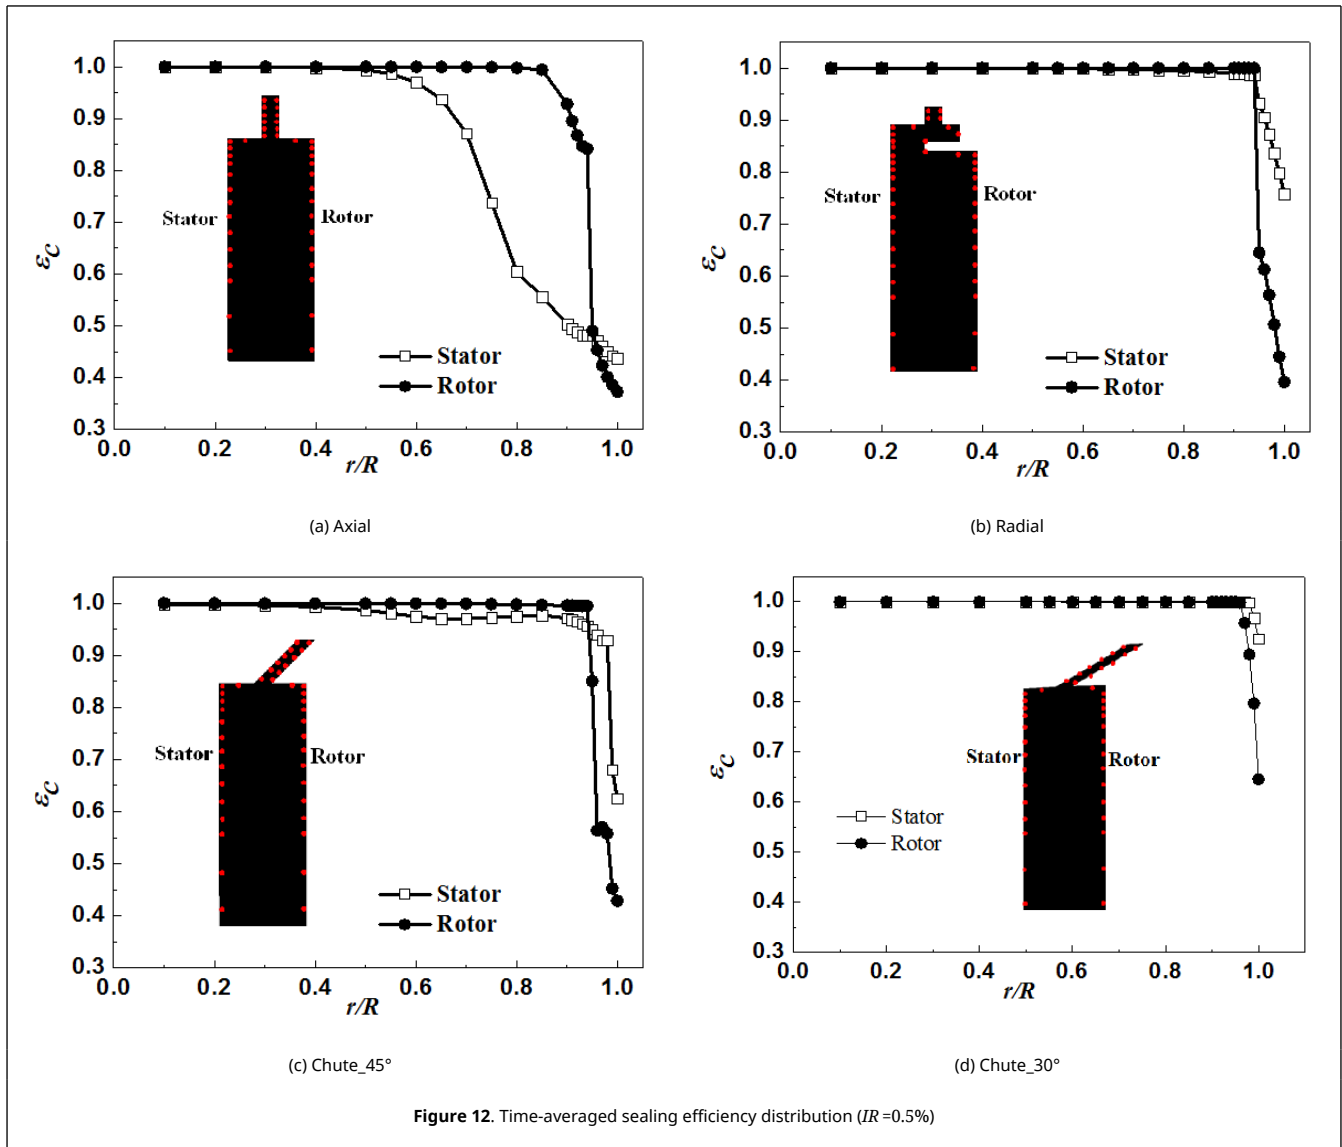 1.0
0.9
0.8
0.7
0.6
0.5
0.4
0.3
0.0 0.2 0.4 0.6 0.8 1.0
εC
r/R
Stator Rotor
Stator
Rotor
(a) Axial
1.0
0.9
0.8
0.7
0.6
0.5
0.4
0.3
0.0 0.2 0.4 0.6 0.8 1.0
εC
r/R
Stator Rotor
Stator
Rotor
(b) Radial
1.0
0.9
0.8
0.7
0.6
0.5
0.4
0.3
0.0 0.2 0.4 0.6 0.8 1.0
εC
r/R
Stator Rotor
Stator
Rotor
(c) Chute_45°
1.0
0.9
0.8
0.7
0.6
0.5
0.4
0.3
0.0 0.2 0.4 0.6 0.8 1.0
εC
r/R
Stator Rotor
Stator
Rotor
(d) Chute_30°
Figure 12. Time-averaged sealing efficiency distribution (IR =0.5%)